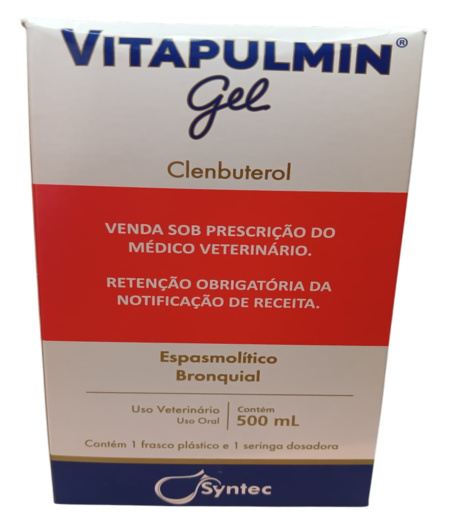 VITAPULMIN®
Gel
Clenbuterol
VENDA SOB PRESCRIÇÃO DO
MÉDICO VETERINÁRIO.
RETENÇÃO OBRIGATÓRIA DA
NOTIFICAÇÃO DE RECEITA.
Espasmolítico
Bronquial
Uso Veterinário
Uso Oral
Contém
500 mL
Contém 1 frasco plástico e 1 seringa dosadora
Syntec